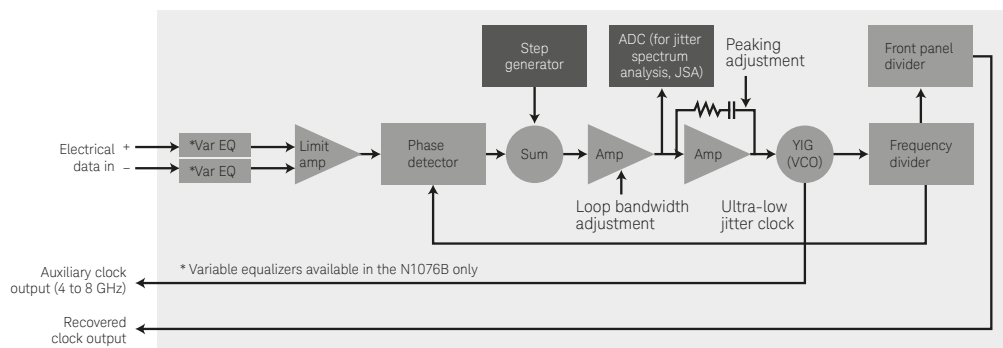 Step
generator
ADC (for jitter
spectrum
analysis, JSA)
Peaking
adjustment
Front panel
divider
Electrical
data in
+
–
*Var EQ
*Var EQ
Limit
amp
Phase
detector
Sum
Amp
Amp
YIG
(VCO)
Frequency
divider
Loop bandwidth
adjustment
Ultra-low
jitter clock
* Variable equalizers available in the N1076B only
Auxiliary clock
output (4 to 8 GHz)
Recovered
clock output